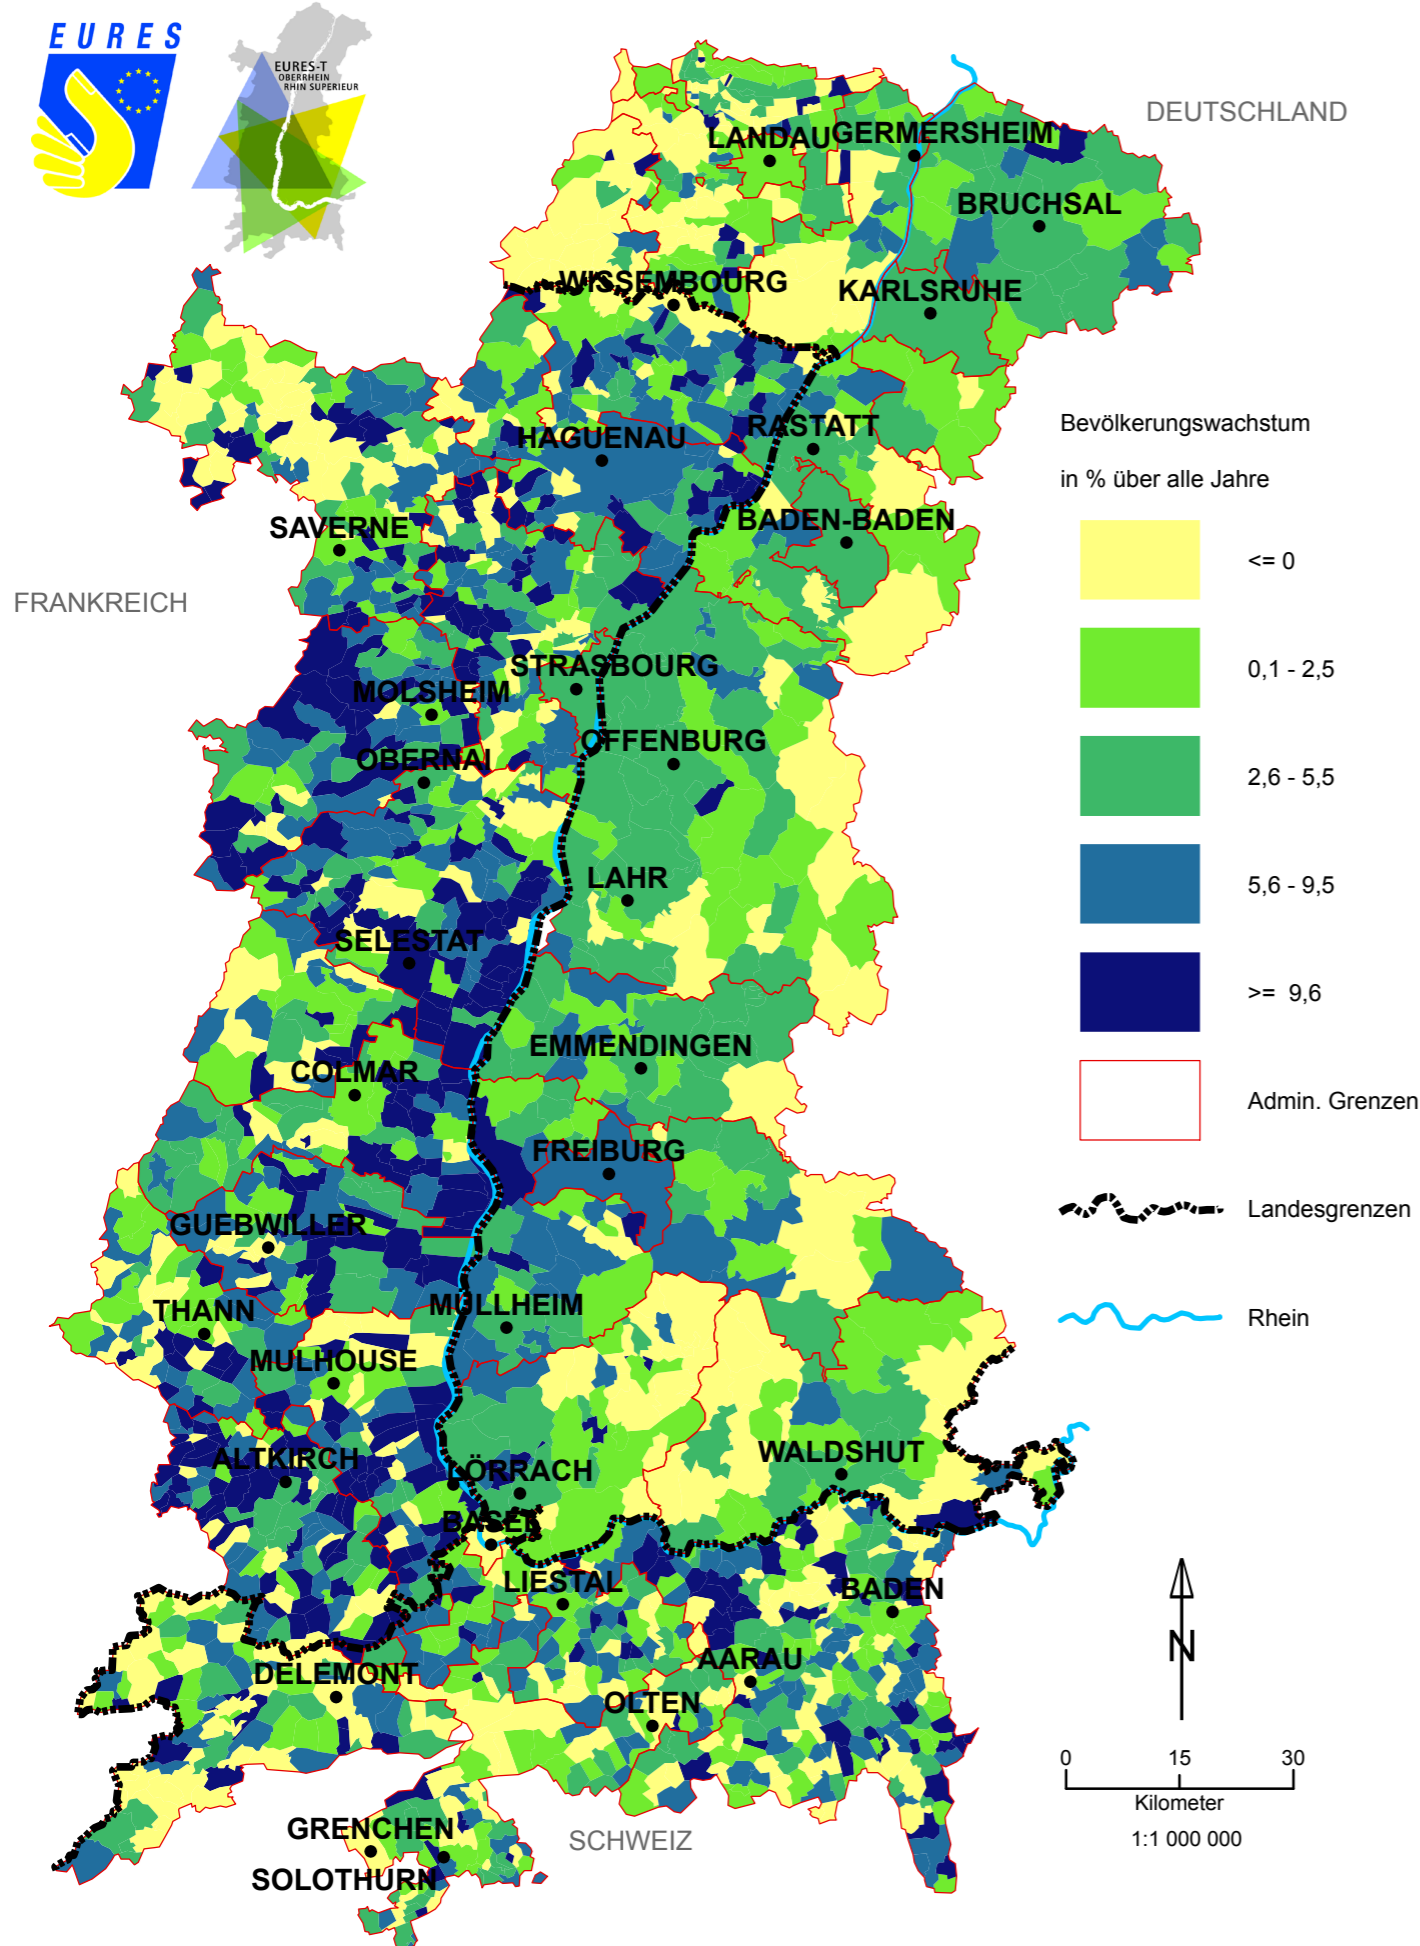 EURES
EURES-T
OBERRHEIN
RHIN SUPERIEUR
DEUTSCHLAND
LANDAU
GERMERSHEIM
BRUCHSAL
WISSEMBOURG
KARLSRUHE
Bevölkerungswachstum
in % über alle Jahre
<= 0
0,1 - 2,5
2,6 - 5,5
5,6 - 9,5
>= 9,6
Admin. Grenzen
Landesgrenzen
Rhein
RASTATT
HAGUENAU
BADEN-BADEN
SAVERNE
FRANKREICH
STRASBOURG
MOLSHEIM
OFFENBURG
OBERNAI
LAHR
SELESTAT
EMMENDINGEN
COLMAR
FREIBURG
GUEBWILLER
MÜLLHEIM
THANN
MULHOUSE
WALDSHUT
ALTKIRCH
LÖRRACH
BASEL
LIESTAL
BADEN
AARAU
DELEMONT
OLTEN
GRENCHEN
SCHWEIZ
SOLOTHURN
N
0 15 30
Kilometer
1:1 000 000